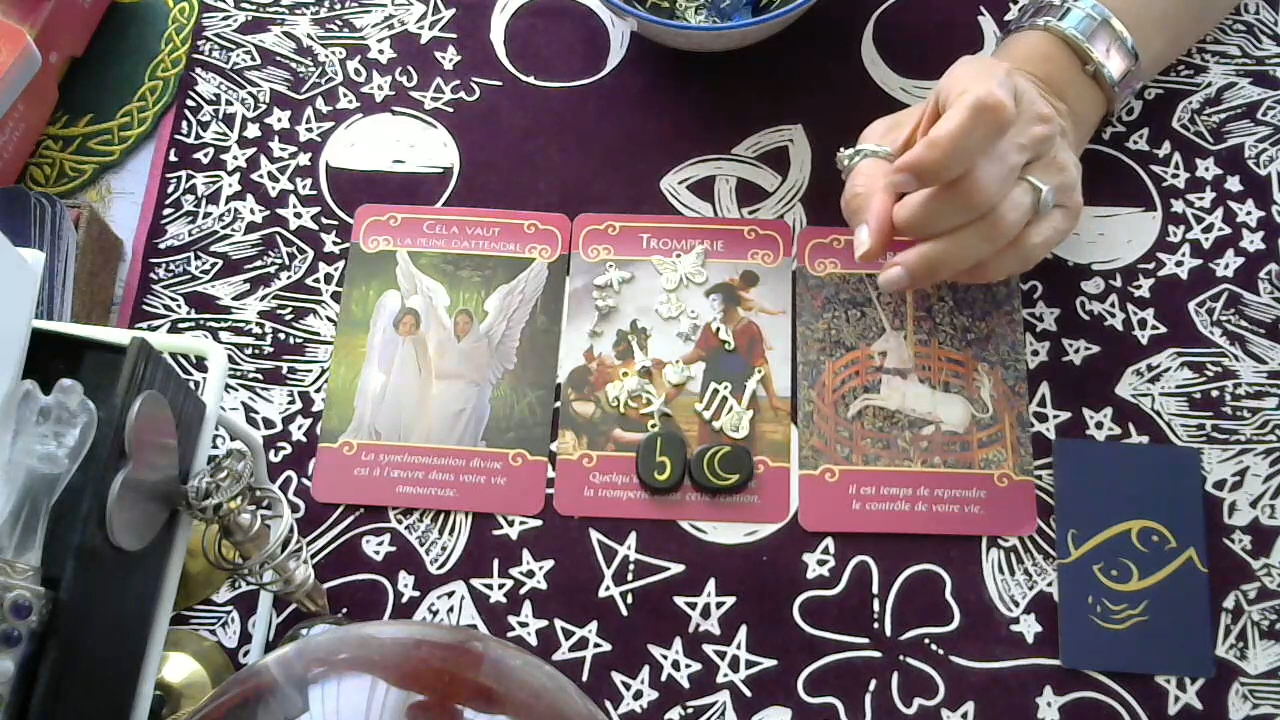 CELA VAUT
LA PEINE D'ATTENDRE
La synchronisation divine
est à l'œuvre dans votre vie
amoureuse.
TROMPERIE
Quelqu'
la tromperie dans cette relation.
Il est temps de reprendre
le contrôle de votre vie.